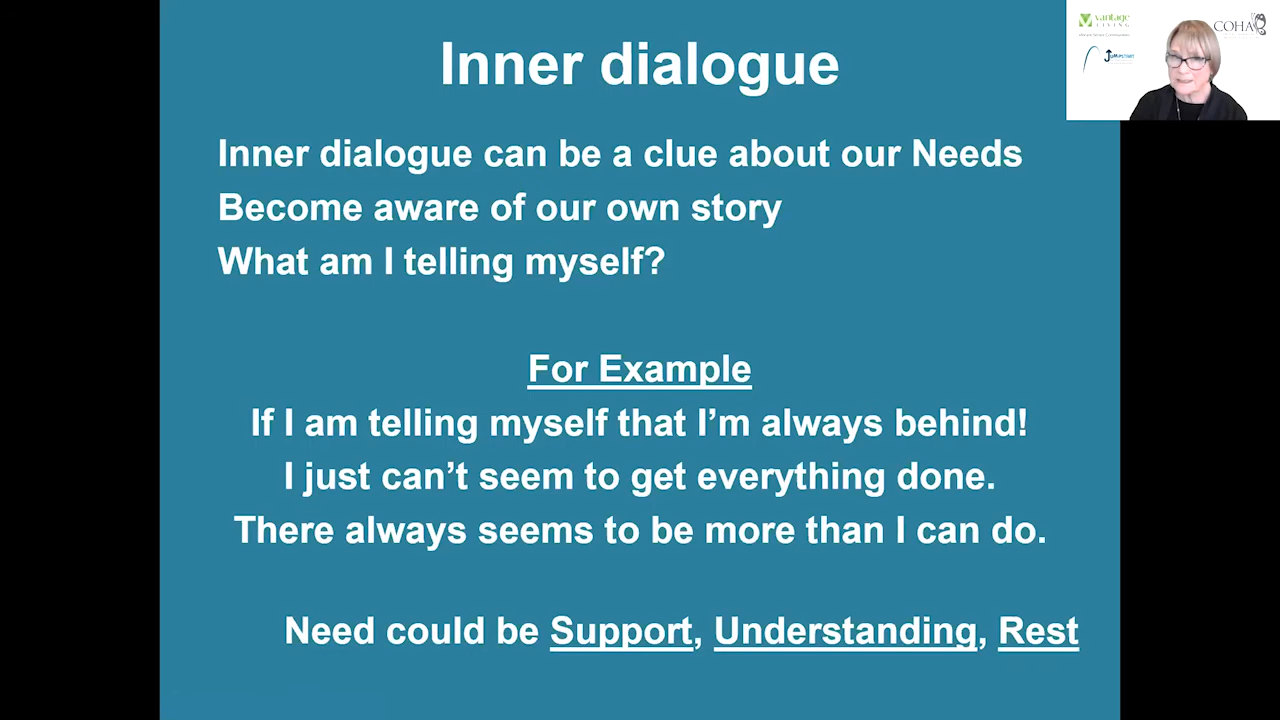 Inner dialogue
Inner dialogue can be a clue about our Needs
Become aware of our own story
What am I telling myself?
For Example
If I am telling myself that I’m always behind!
I just can’t seem to get everything done.
There always seems to be more than I can do.
Need could be Support, Understanding, Rest
vantage
LIVING
COHA